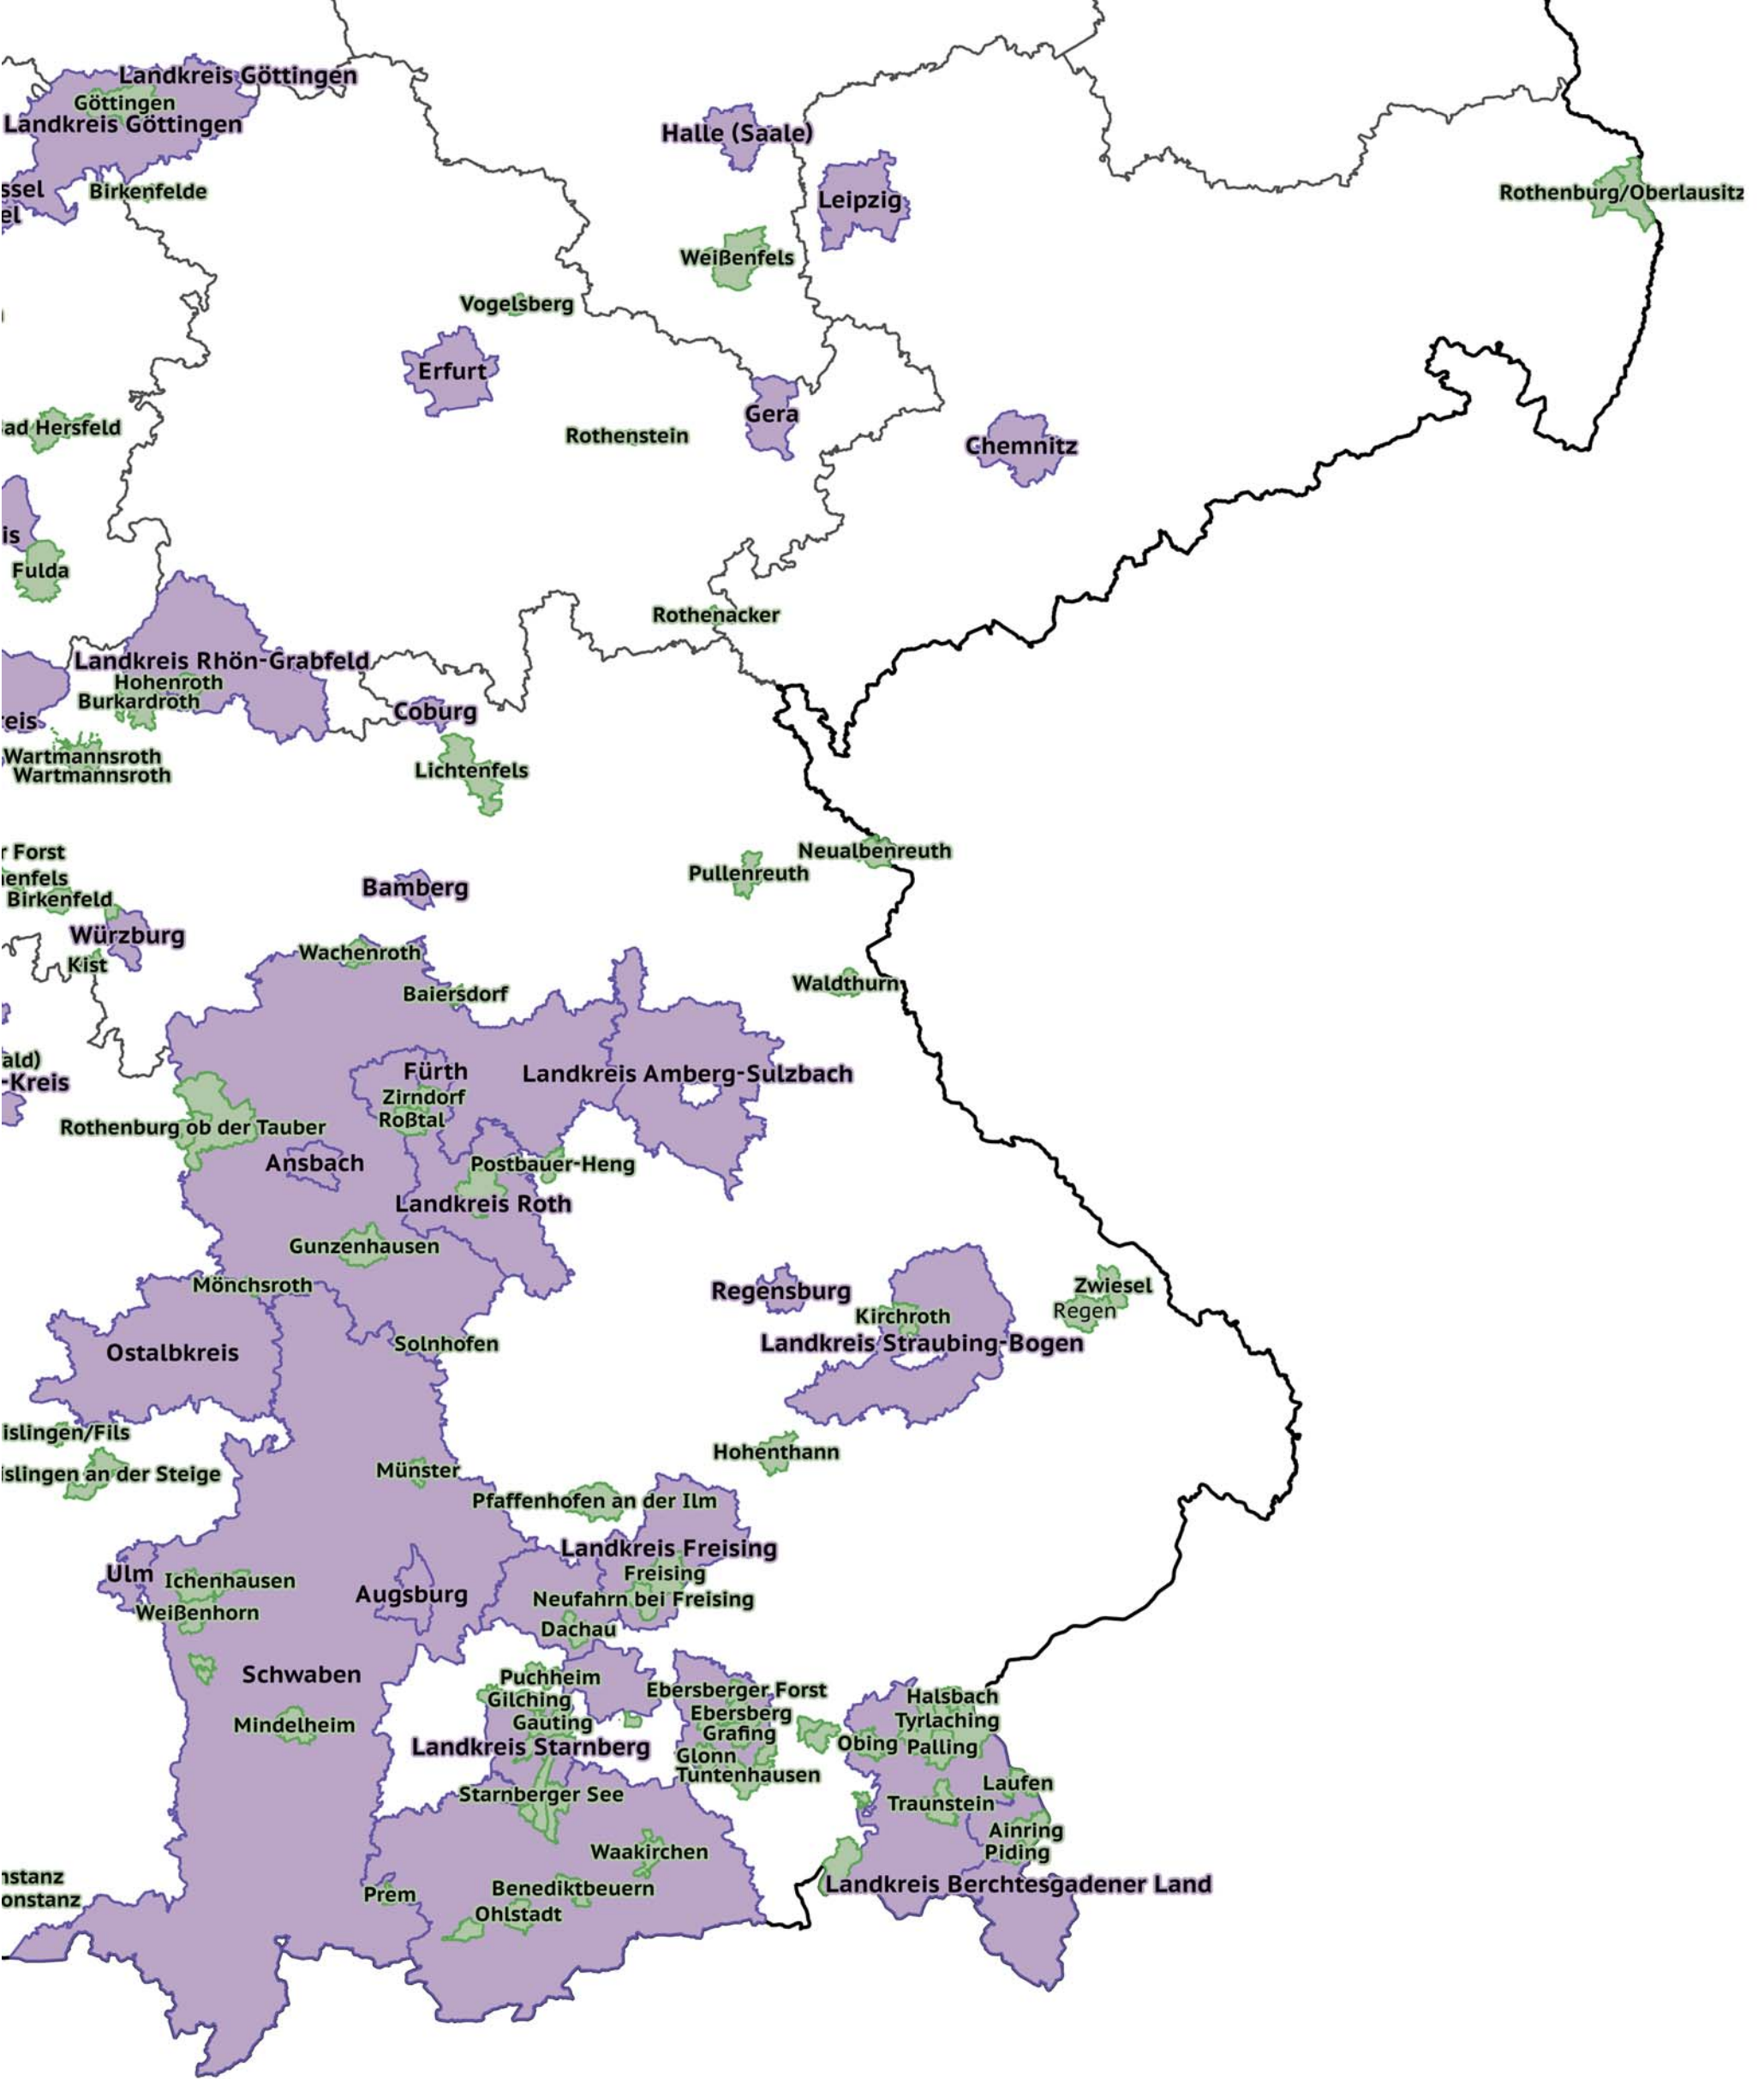 Landkreis Göttingen
Göttingen
Landkreis Göttingen
Halle (Saale)
ssel
Birkenfelde
el
Leipzig
Rothenburg/Oberlausitz
Weißenfels
Vogelsberg
Erfurt
Gera
ad Hersfeld
Rothenstein
Chemnitz
is
Fulda
Rothenacker
Landkreis Rhön-Grabfeld
Hohenroth
Burkardroth
eis
Coburg
Wartmannsroth
Wartmannsroth
Lichtenfels
r Forst
Neualbenreuth
Pullenreuth
enfels
Birkenfeld
Bamberg
Würzburg
Wachenroth
Kist
Waldthurn
Baiersdorf
ald)
-Kreis
Fürth
Landkreis Amberg-Sulzbach
Zirndorf
Roßtal
Rothenburg ob der Tauber
Ansbach
Postbauer-Heng
Landkreis Roth
Gunzenhausen
Mönchsroth
Regensburg
Zwiesel
Regen
Kirchroth
Landkreis Straubing-Bogen
Solnhofen
Ostalbkreis
islingen/Fils
Hohenthann
islingen an der Steige
Münster
Pfaffenhofen an der Ilm
Landkreis Freising
Ulm
Ichenhausen
Freising
Augsburg
Neufahrn bei Freising
Weißenhorn
Dachau
Schwaben
Puchheim
Ebersberger Forst
Halsbach
Gilching
Ebersberg
Tyrlaching
Mindelheim
Gauting
Grafing
Obing
Palling
Landkreis Starnberg
Glonn
Tuntenhausen
Laufen
Starnberger See
Traunstein
Ainring
Waakirchen
Piding
nstanz
onstanz
Prem
Benediktbeuern
Landkreis Berchtesgadener Land
Ohlstadt